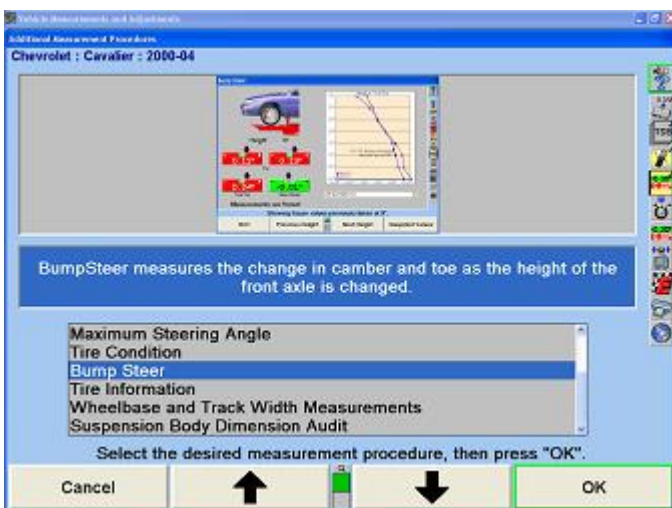 Vehicle Measurements and Adjustments
Additional Measurement Procedures
Chevrolet : Cavalier : 2000-04
Bump Steer
BumpSteer measures the change in camber and toe as the height of the
front axle is changed.
Maximum Steering Angle
Tire Condition
Bump Steer
Tire Information
Wheelbase and Track Width Measurements
Suspension Body Dimension Audit
Select the desired measurement procedure, then press "OK".
Cancel
OK